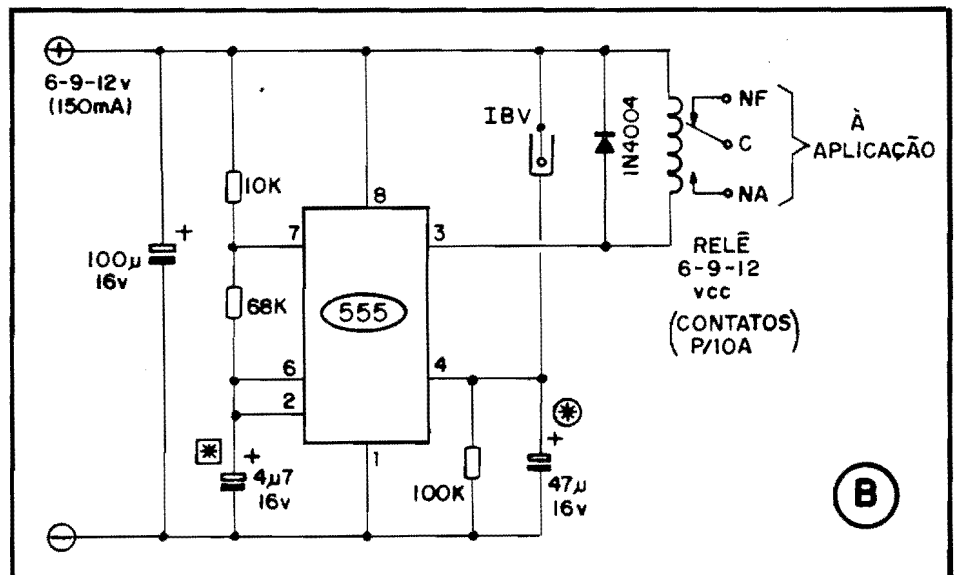 +
6-9-12v
(150mA)
100µ
16v
+
10K
7
68K
6
2
4µ7
16v
+
8
555
1
3
4
IBV
1N4004
NF
C
NA
À
APLICAÇÃO
RELÊ
6-9-12
vcc
(CONTATOS
P/10A)
100K
+
47µ
16v
B
−